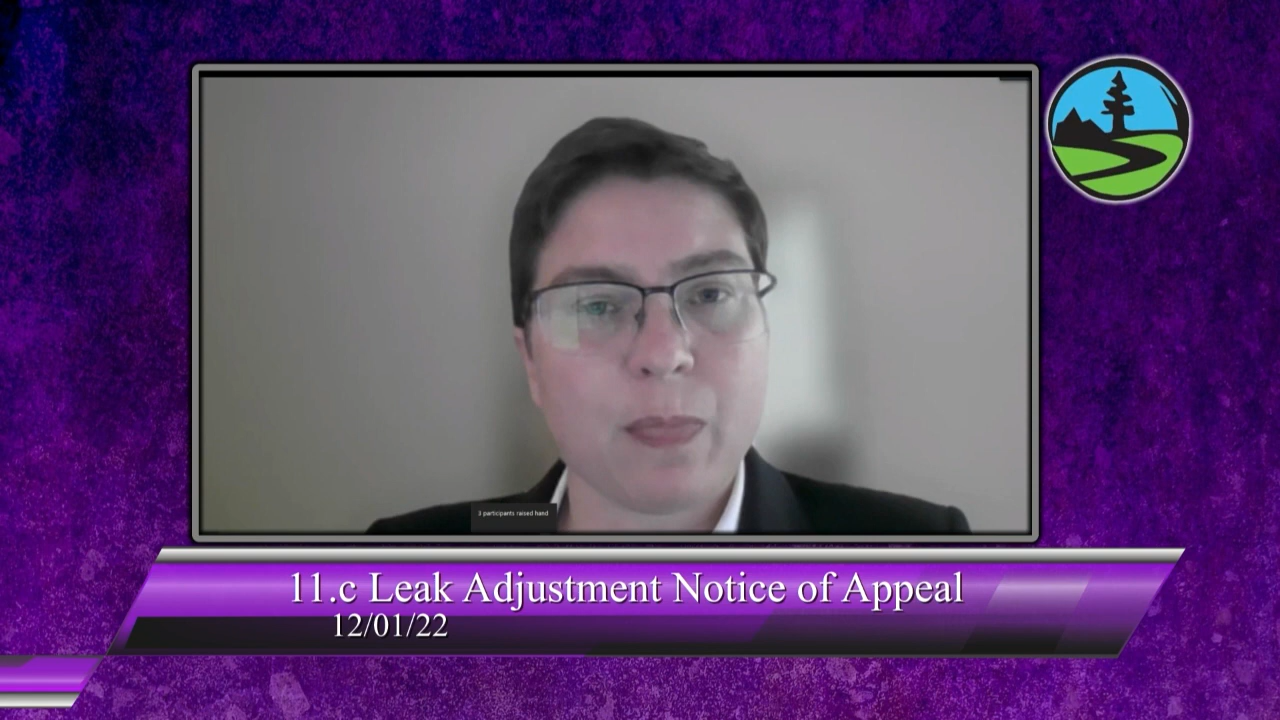 3 participants raised hand
11.c Leak Adjustment Notice of Appeal
12/01/22